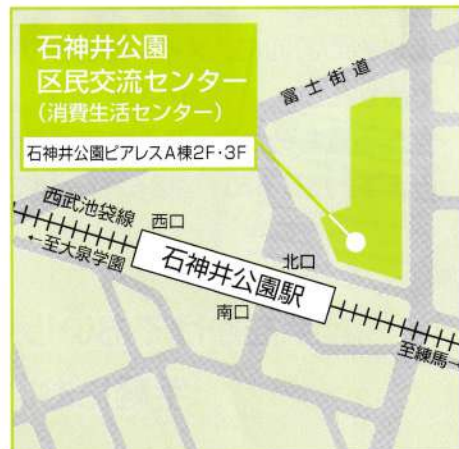 石神井公園
区民交流センター
(消費生活センター)
石神井公園ピアレスA棟2F・3F
富士街道
西武池袋線
西口
←至大泉学園
石神井公園駅
北口
南口
至練馬→